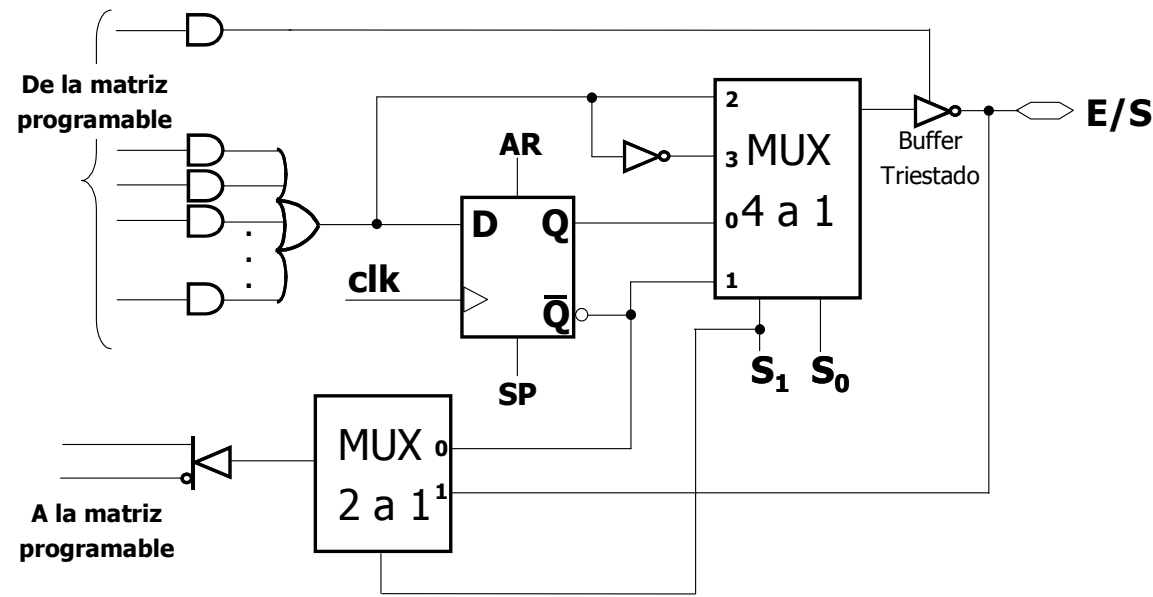 De la matriz
programable
2
3
0
1
MUX
4 a 1
E/S
Buffer
Triestado
AR
D
Q
clk
Q̅
SP
S₁
S₀
MUX
2 a 1
0
1
A la matriz
programable